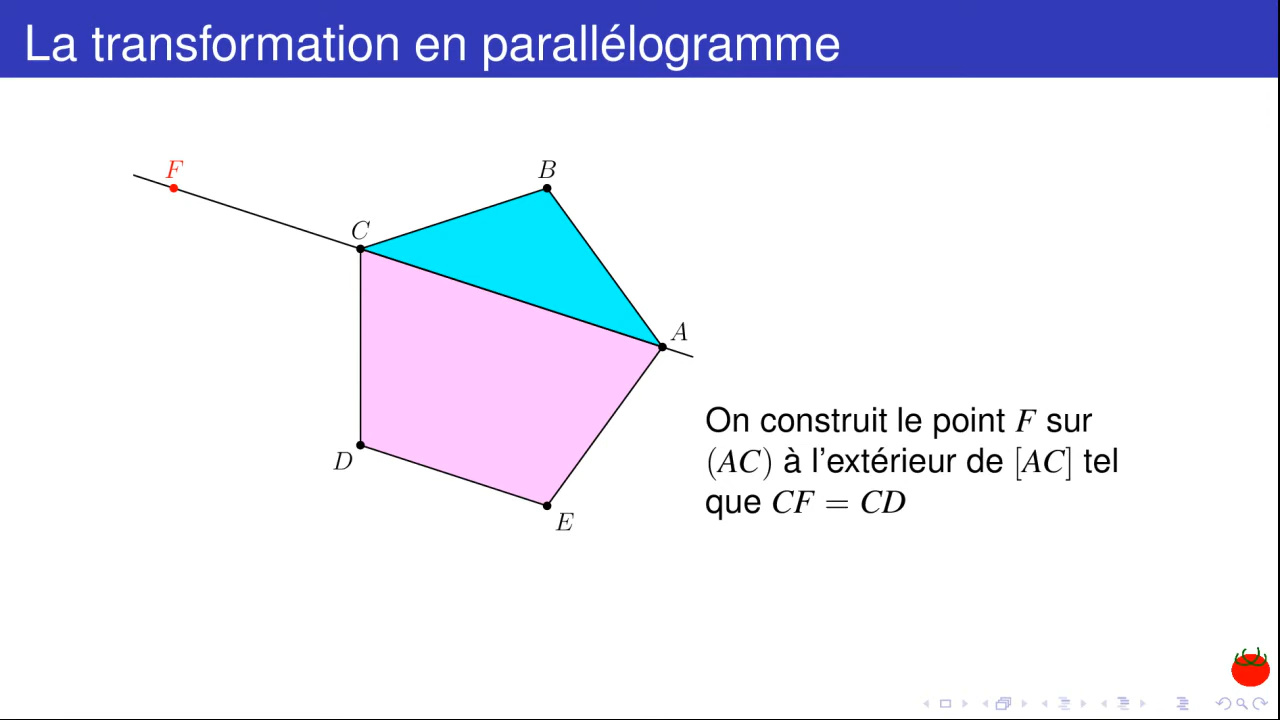 La transformation en parallélogramme
F
B
C
A
D
E
On construit le point F sur
(AC) à l'extérieur de [AC] tel
que CF = CD